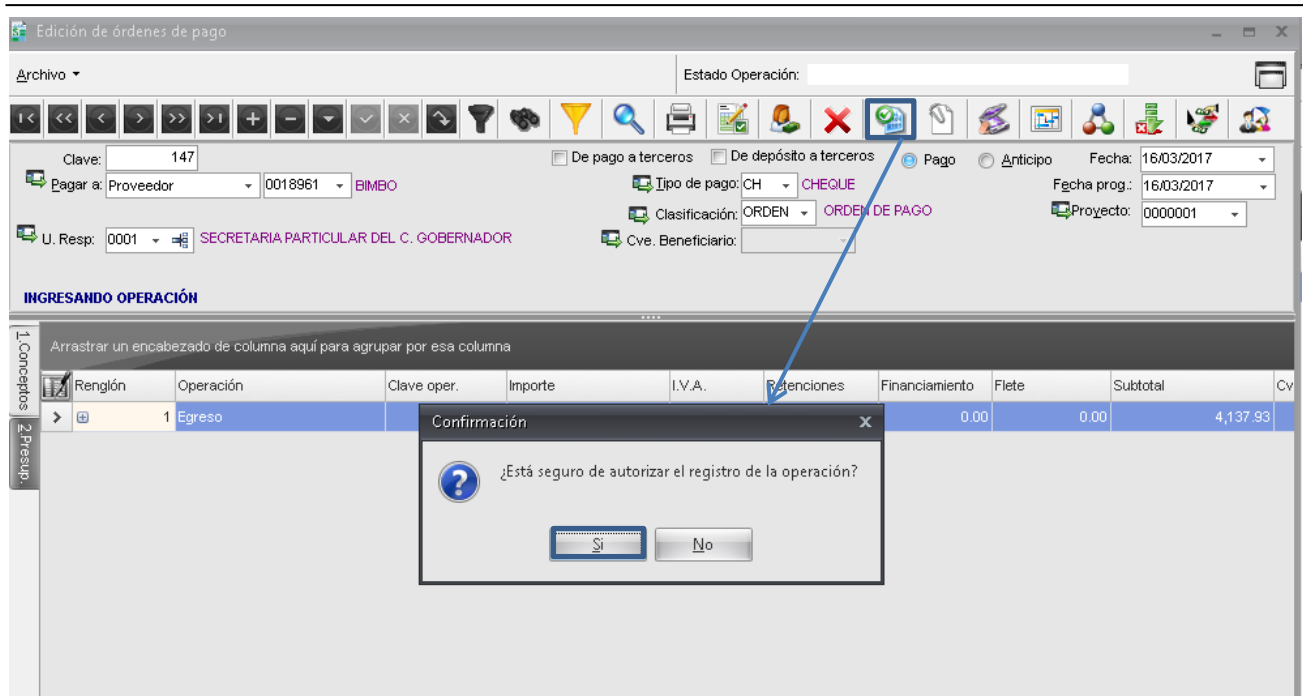 Edición de órdenes de pago
Archivo
Estado Operación:
Clave: 147
De pago a terceros De depósito a terceros Pago Anticipo Fecha: 16/03/2017
Pagar a: Proveedor 0018961 BIMBO
Tipo de pago: CH CHEQUE
Fecha prog.: 16/03/2017
Clasificación: ORDEN ORDEN DE PAGO
Proyecto: 0000001
U. Resp: 0001 SECRETARIA PARTICULAR DEL C. GOBERNADOR
Cve. Beneficiario:
INGRESANDO OPERACIÓN
1.Conceptos
2.Presup.
Arrastrar un encabezado de columna aquí para agrupar por esa columna
Renglón Operación Clave oper. Importe I.V.A. Retenciones Financiamiento Flete Subtotal Cv
1 Egreso 0.00 0.00 4,137.93
Confirmación
¿Está seguro de autorizar el registro de la operación?
Si No